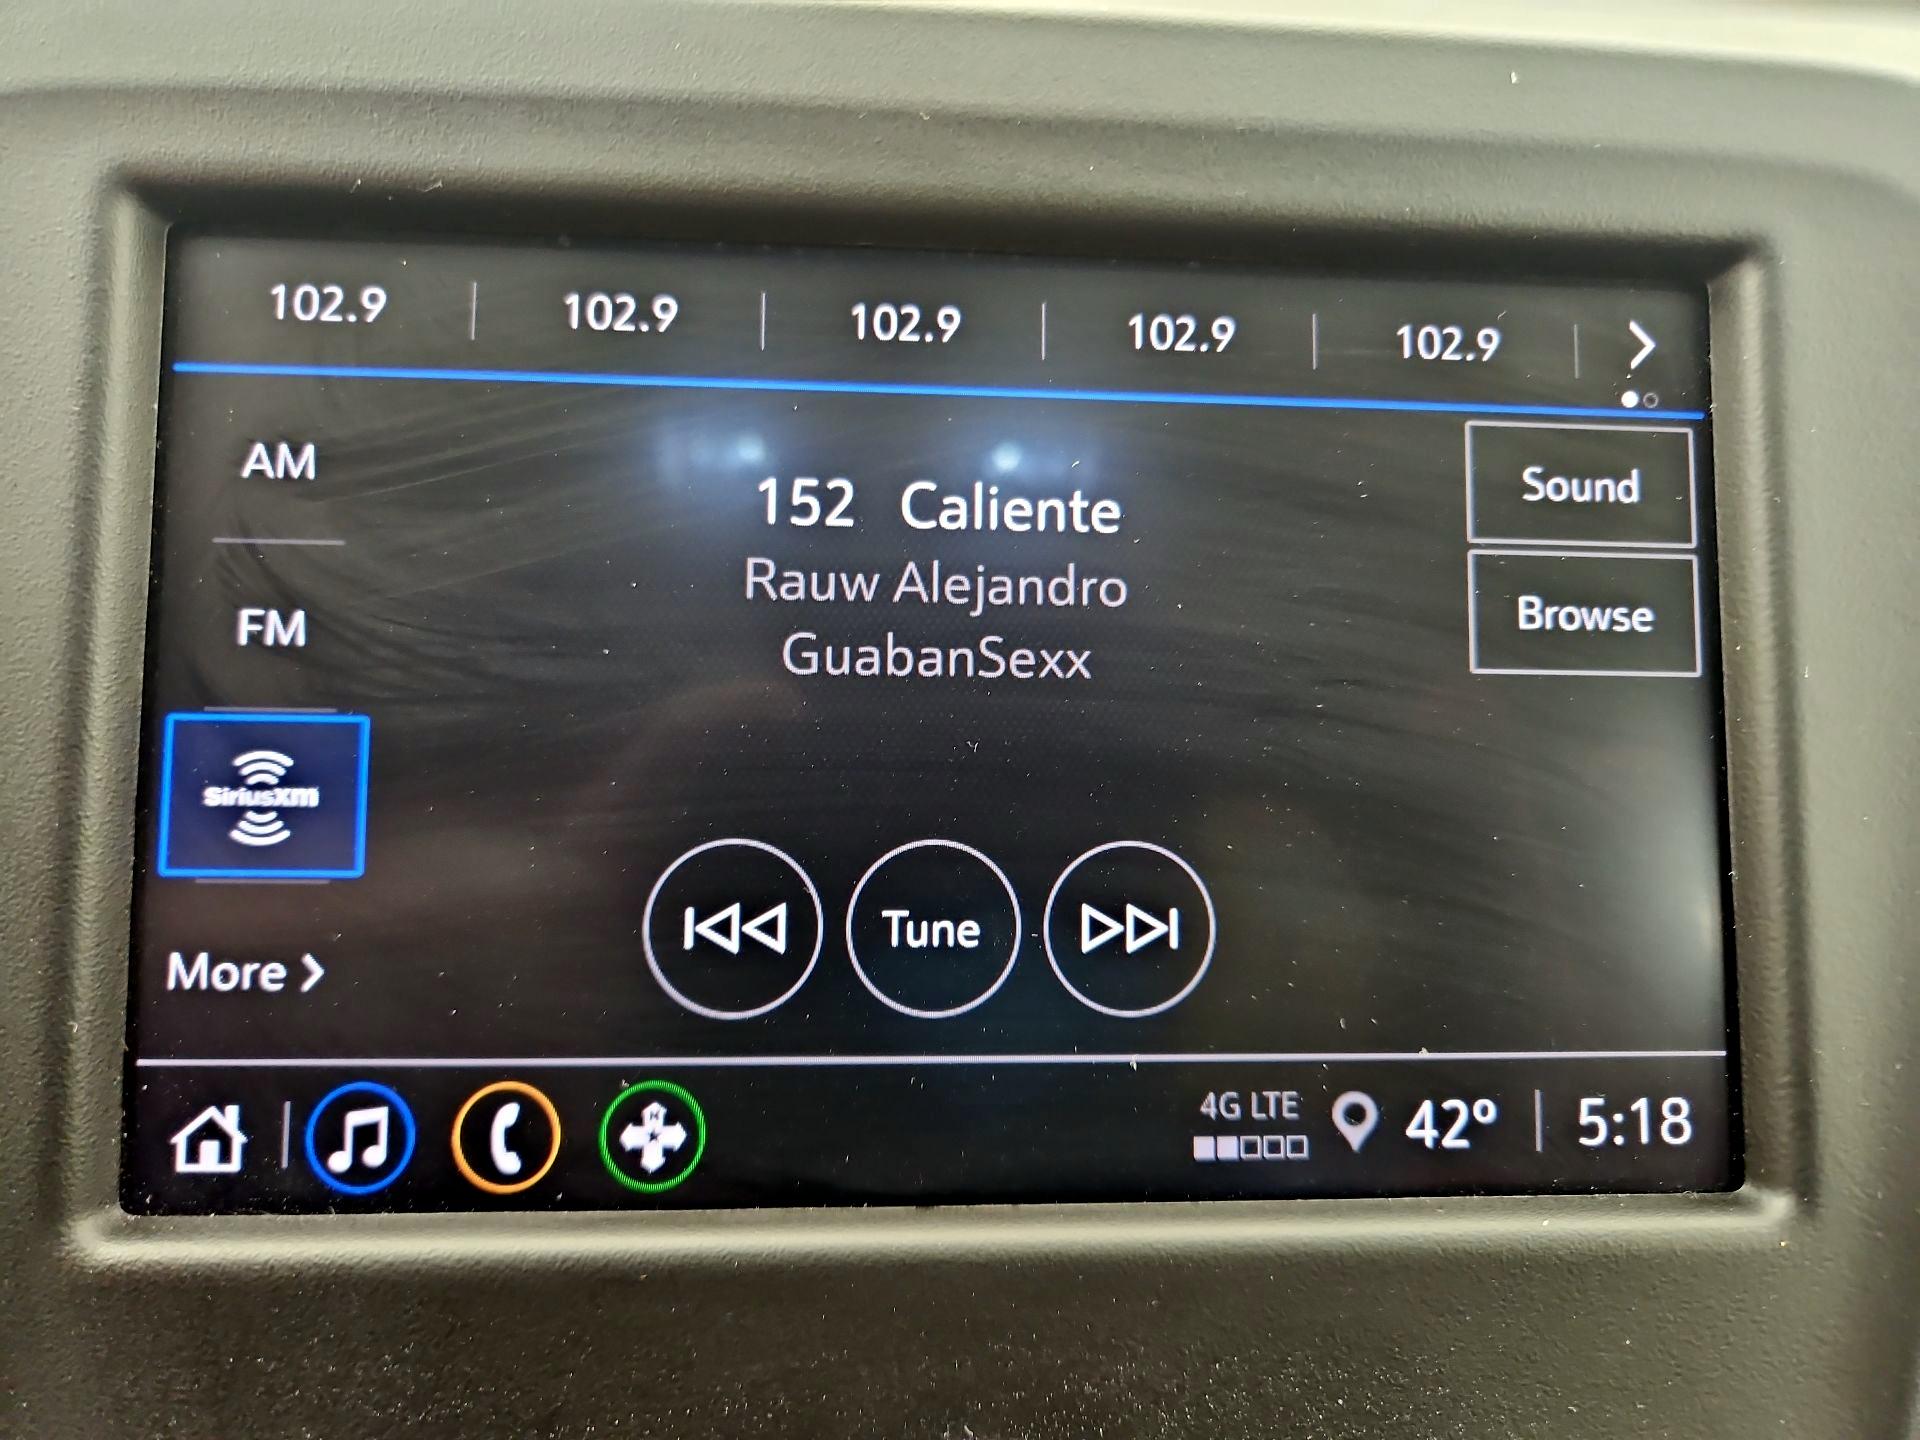 102.9 102.9 102.9 102.9 102.9
AM
FM
SiriusXM
More
152 Caliente
Rauw Alejandro
GuabanSexx
Sound
Browse
Tune
4G LTE
42°
5:18